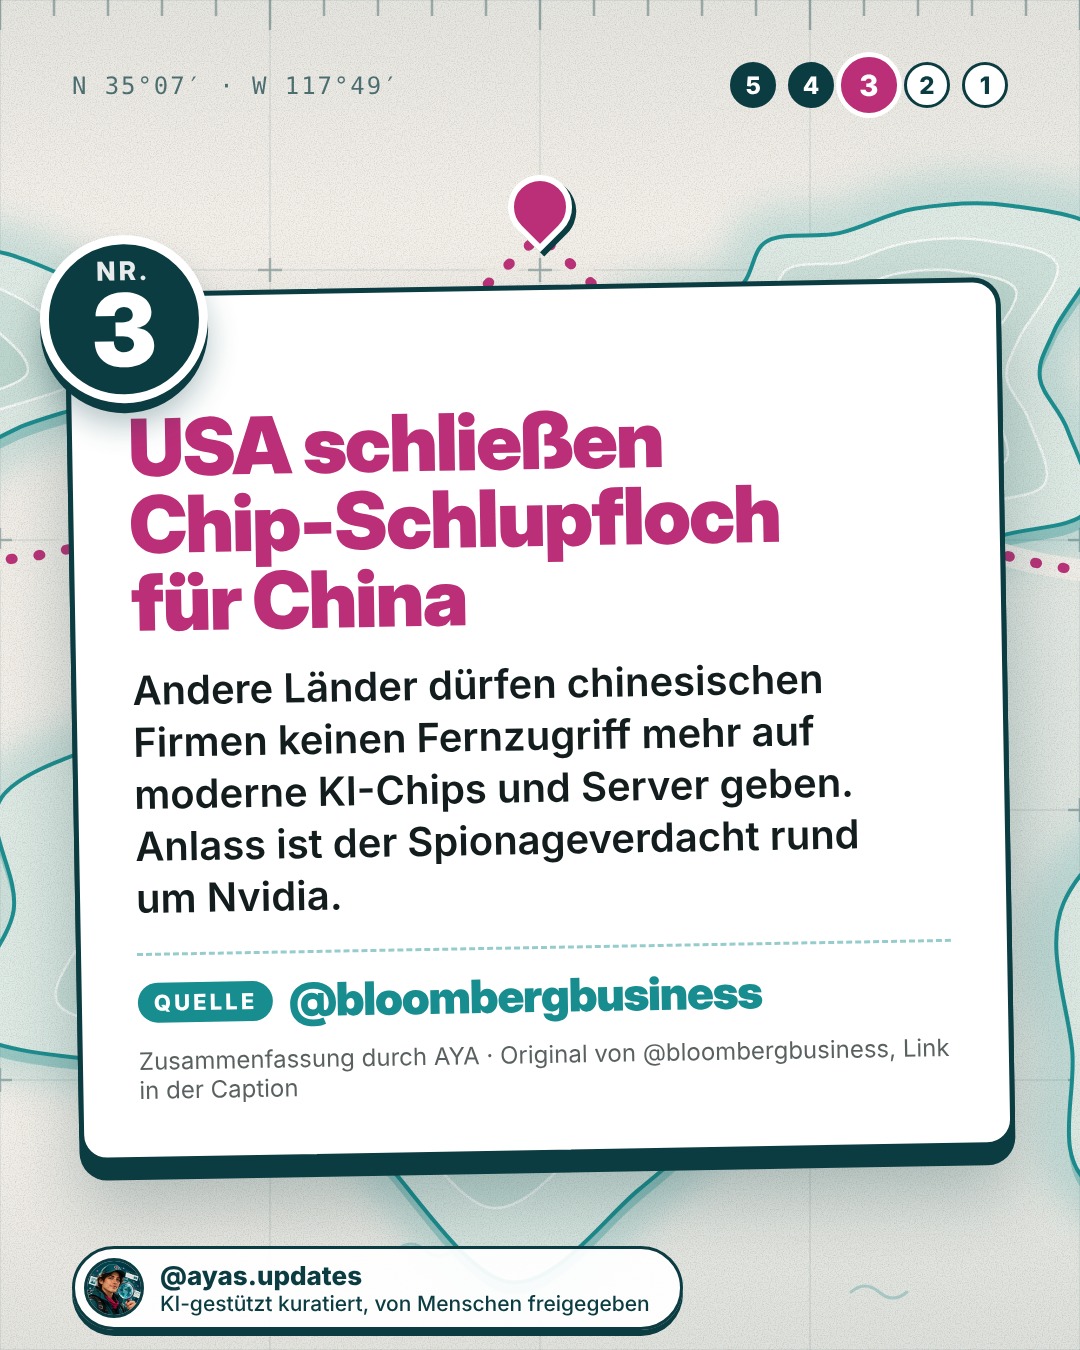 N 35°07′ · W 117°49′
5 4 3 2 1
NR.
3
USA schließen
Chip-Schlupfloch
für China
Andere Länder dürfen chinesischen
Firmen keinen Fernzugriff mehr auf
moderne KI-Chips und Server geben.
Anlass ist der Spionageverdacht rund
um Nvidia.
QUELLE @bloombergbusiness
Zusammenfassung durch AYA · Original von @bloombergbusiness, Link
in der Caption
@ayas.updates
KI-gestützt kuratiert, von Menschen freigegeben